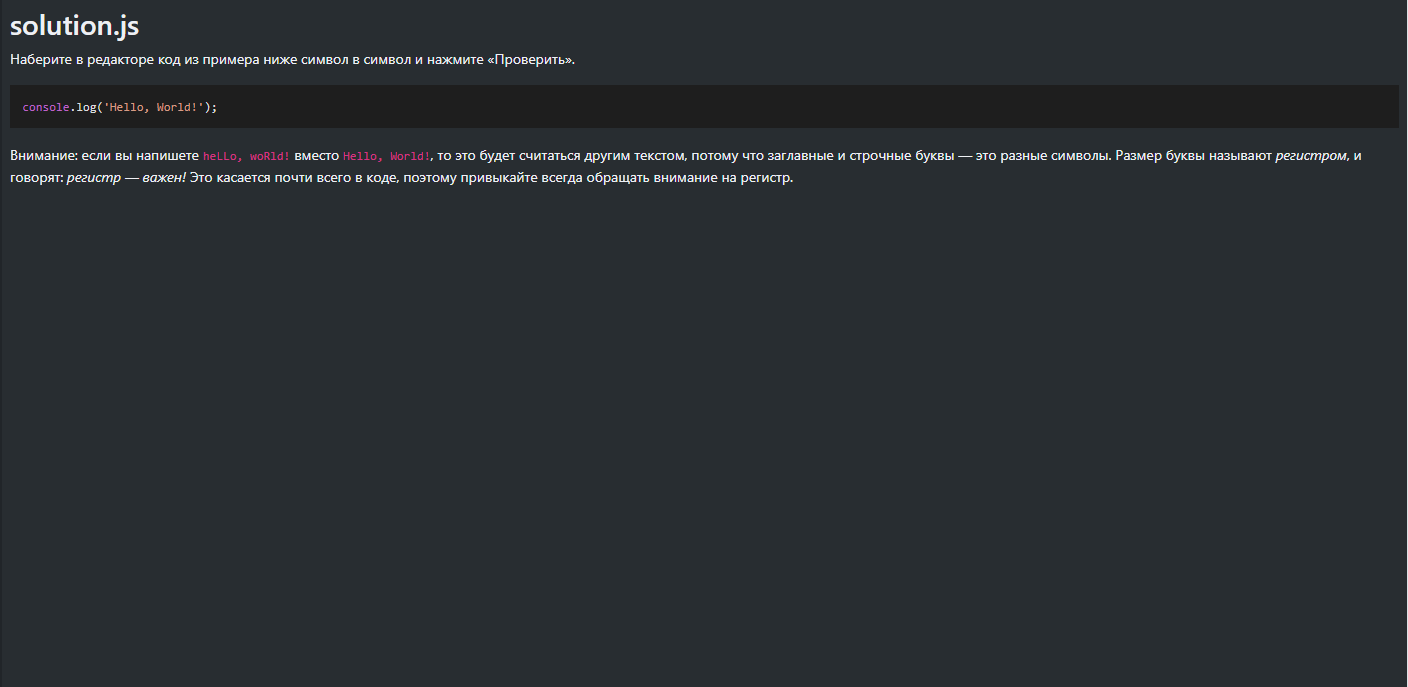 solution.js
Наберите в редакторе код из примера ниже символ в символ и нажмите «Проверить».
console.log('Hello, World!');
Внимание: если вы напишете heLLo, woRld! вместо Hello, World!, то это будет считаться другим текстом, потому что заглавные и строчные буквы — это разные символы. Размер буквы называют регистром, и
говорят: регистр — важен! Это касается почти всего в коде, поэтому привыкайте всегда обращать внимание на регистр.